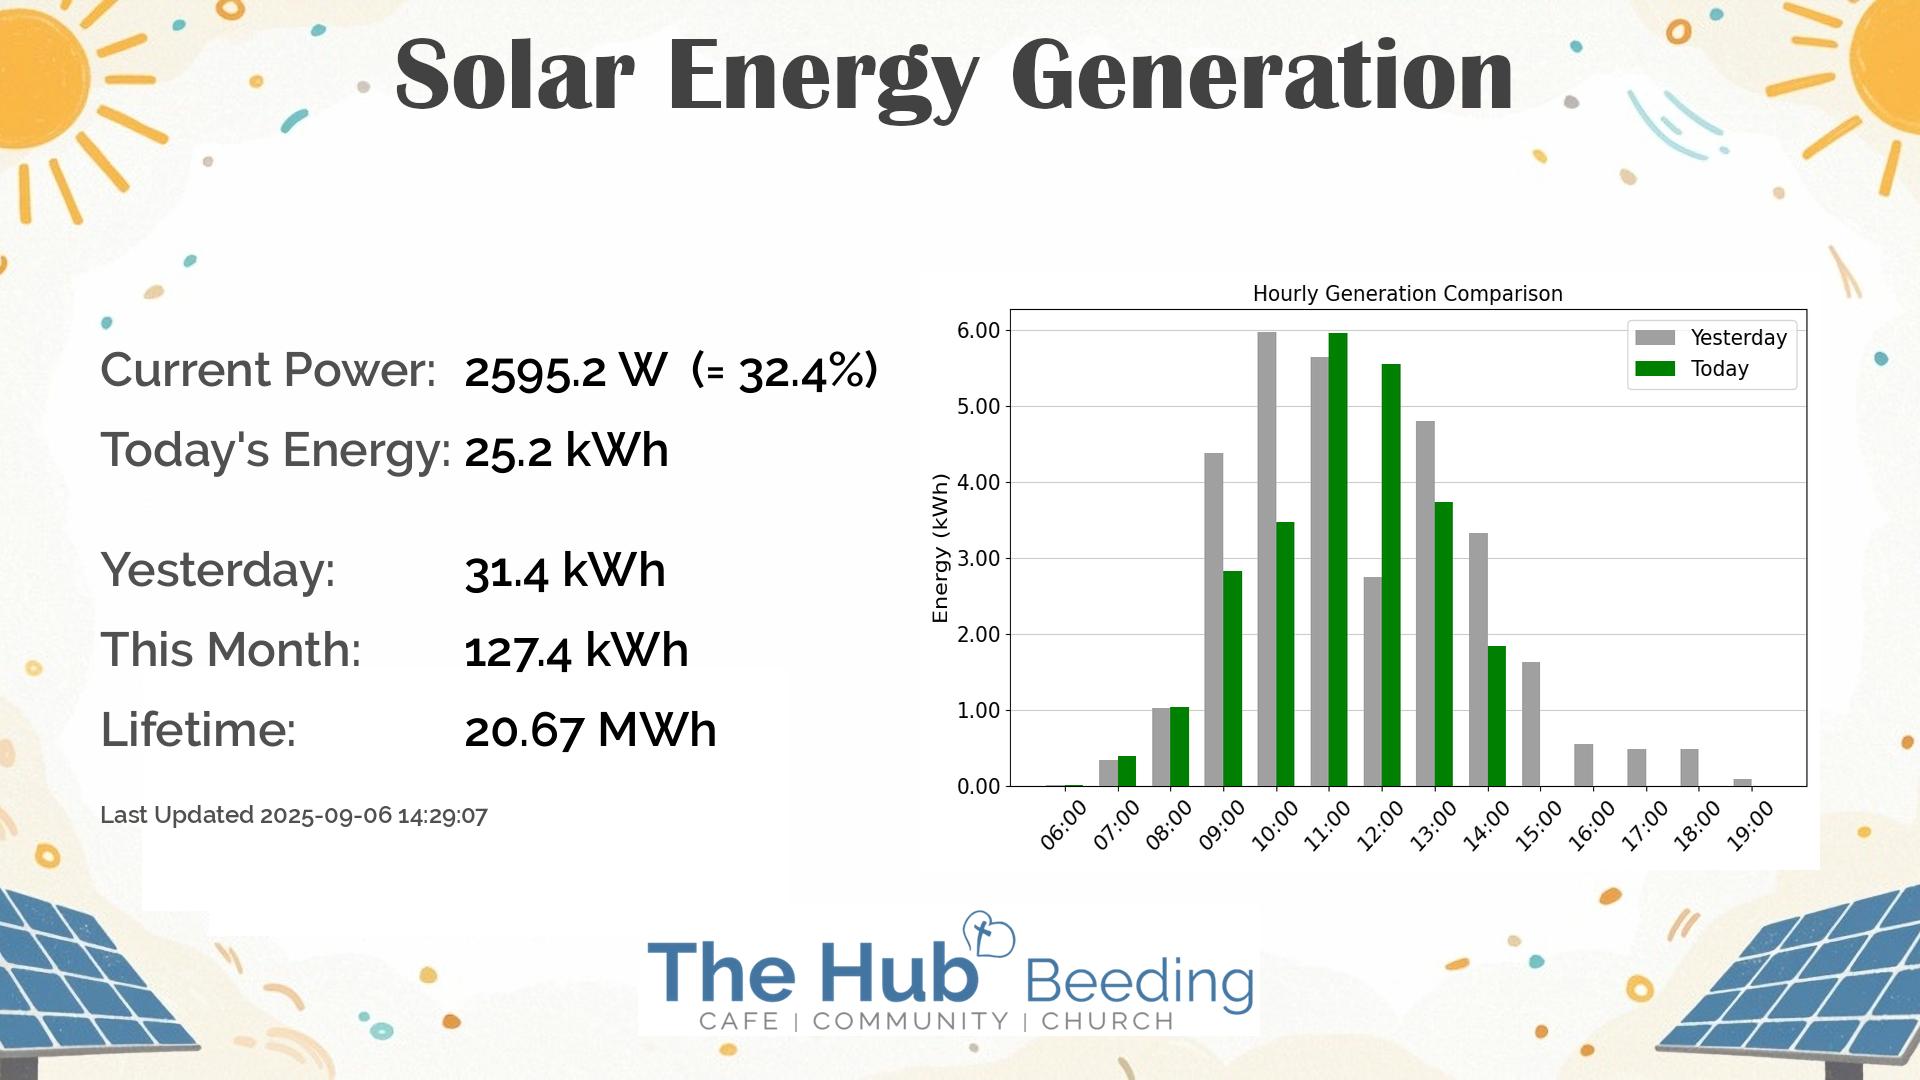 Solar Energy Generation
Current Power: 2595.2 W (= 32.4%)
Today's Energy: 25.2 kWh
Yesterday: 31.4 kWh
This Month: 127.4 kWh
Lifetime: 20.67 MWh
Last Updated 2025-09-06 14:29:07
Hourly Generation Comparison
Yesterday
Today
Energy (kWh)
6.00
5.00
4.00
3.00
2.00
1.00
0.00
06:00 07:00 08:00 09:00 10:00 11:00 12:00 13:00 14:00 15:00 16:00 17:00 18:00 19:00
The Hub Beeding
CAFE | COMMUNITY | CHURCH